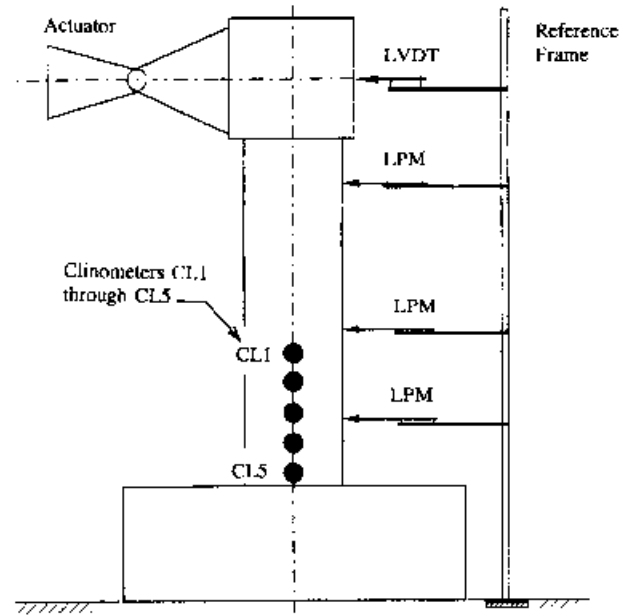 Actuator
Reference
Frame
LVDT
LPM
Clinometers CL1
through CL5
LPM
CL1
LPM
CL5